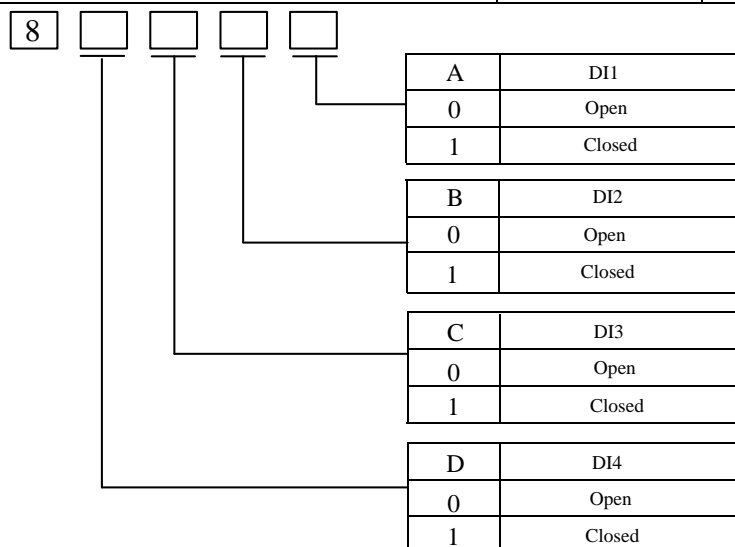 8
A DI1
0 Open
1 Closed
B DI2
0 Open
1 Closed
C DI3
0 Open
1 Closed
D DI4
0 Open
1 Closed